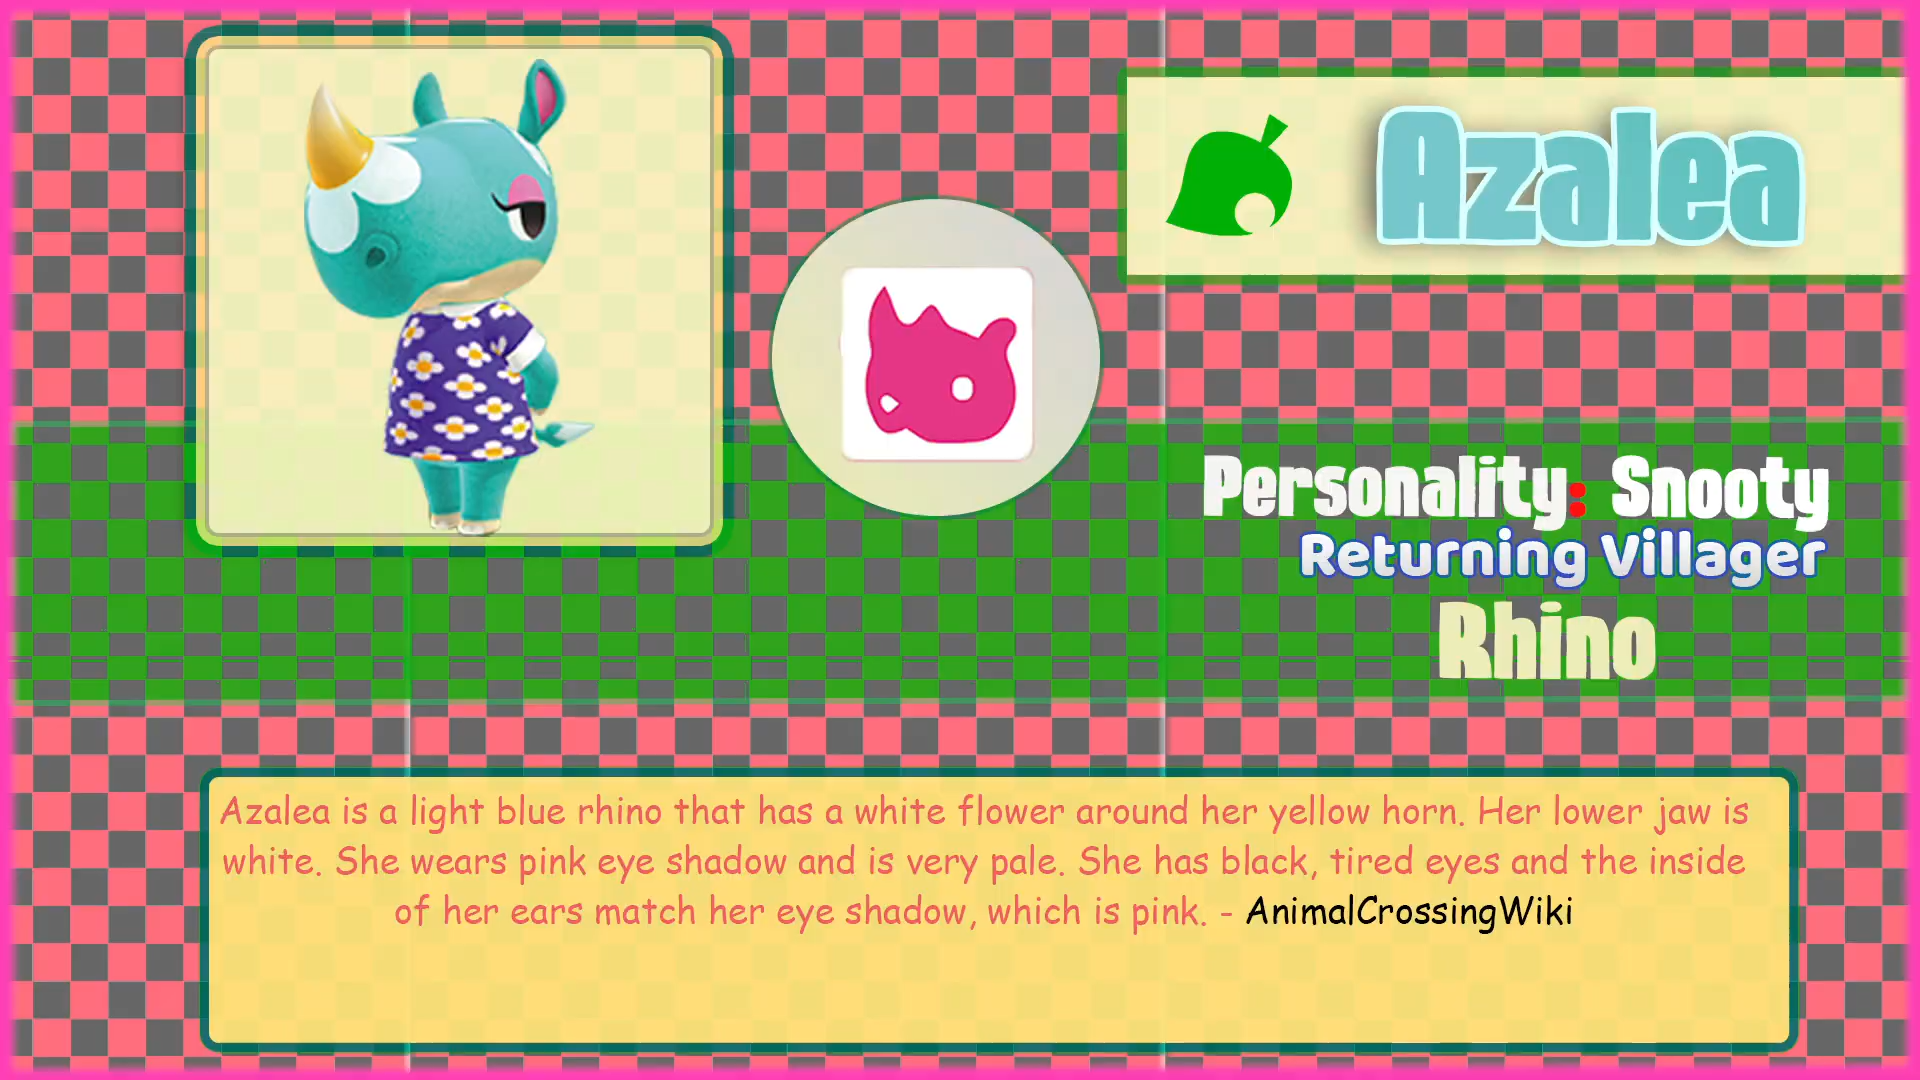 Azalea
Personality: Snooty
Returning Villager
Rhino
Azalea is a light blue rhino that has a white flower around her yellow horn. Her lower jaw is
white. She wears pink eye shadow and is very pale. She has black, tired eyes and the inside
of her ears match her eye shadow, which is pink. - AnimalCrossingWiki